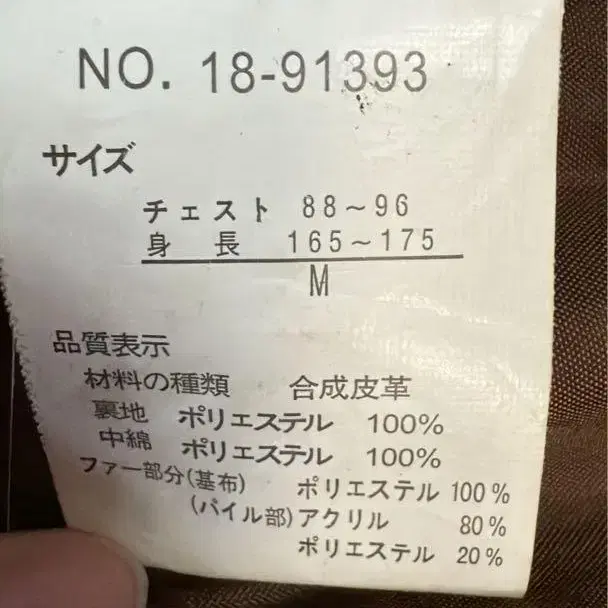 NO. 18-91393
サイズ
チェスト 88～96
身 長 165～175
M
品質表示
材料の種類 合成皮革
裏地 ポリエステル 100%
中綿 ポリエステル 100%
ファー部分(基布) ポリエステル 100%
(パイル部)アクリル 80%
ポリエステル 20%